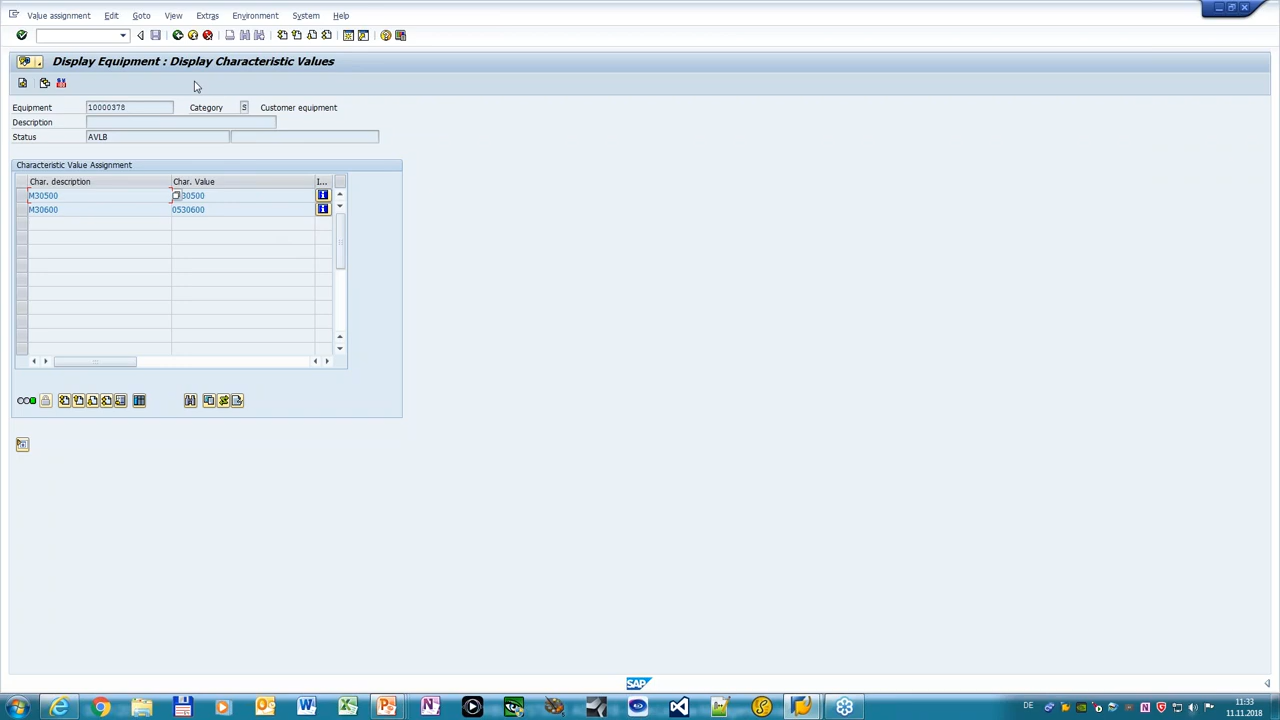 Value assignment Edit Goto View Extras Environment System Help
Display Equipment : Display Characteristic Values
Equipment 10000378 Category S Customer equipment
Description
Status AVLB
Characteristic Value Assignment
Char. description Char. Value I...
M30500 30500
M30600 0530600
SAP
DE 11:33
11.11.2018